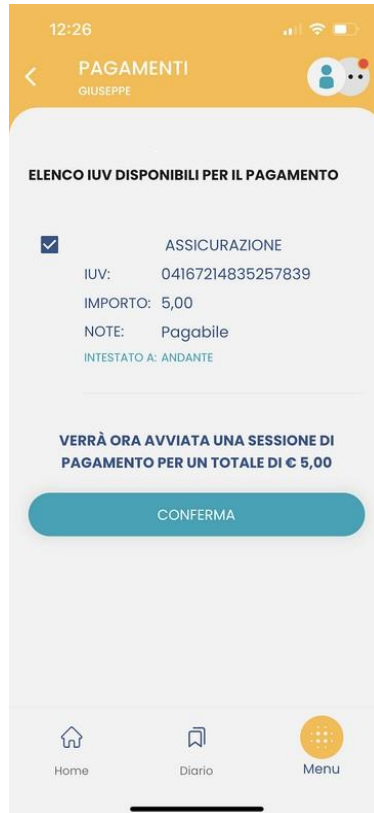 12:26
PAGAMENTI
GIUSEPPE
ELENCO IUV DISPONIBILI PER IL PAGAMENTO
ASSICURAZIONE
IUV: 04167214835257839
IMPORTO: 5,00
NOTE: Pagabile
INTESTATO A: ANDANTE
VERRÀ ORA AVVIATA UNA SESSIONE DI
PAGAMENTO PER UN TOTALE DI € 5,00
CONFERMA
Home Diario Menu